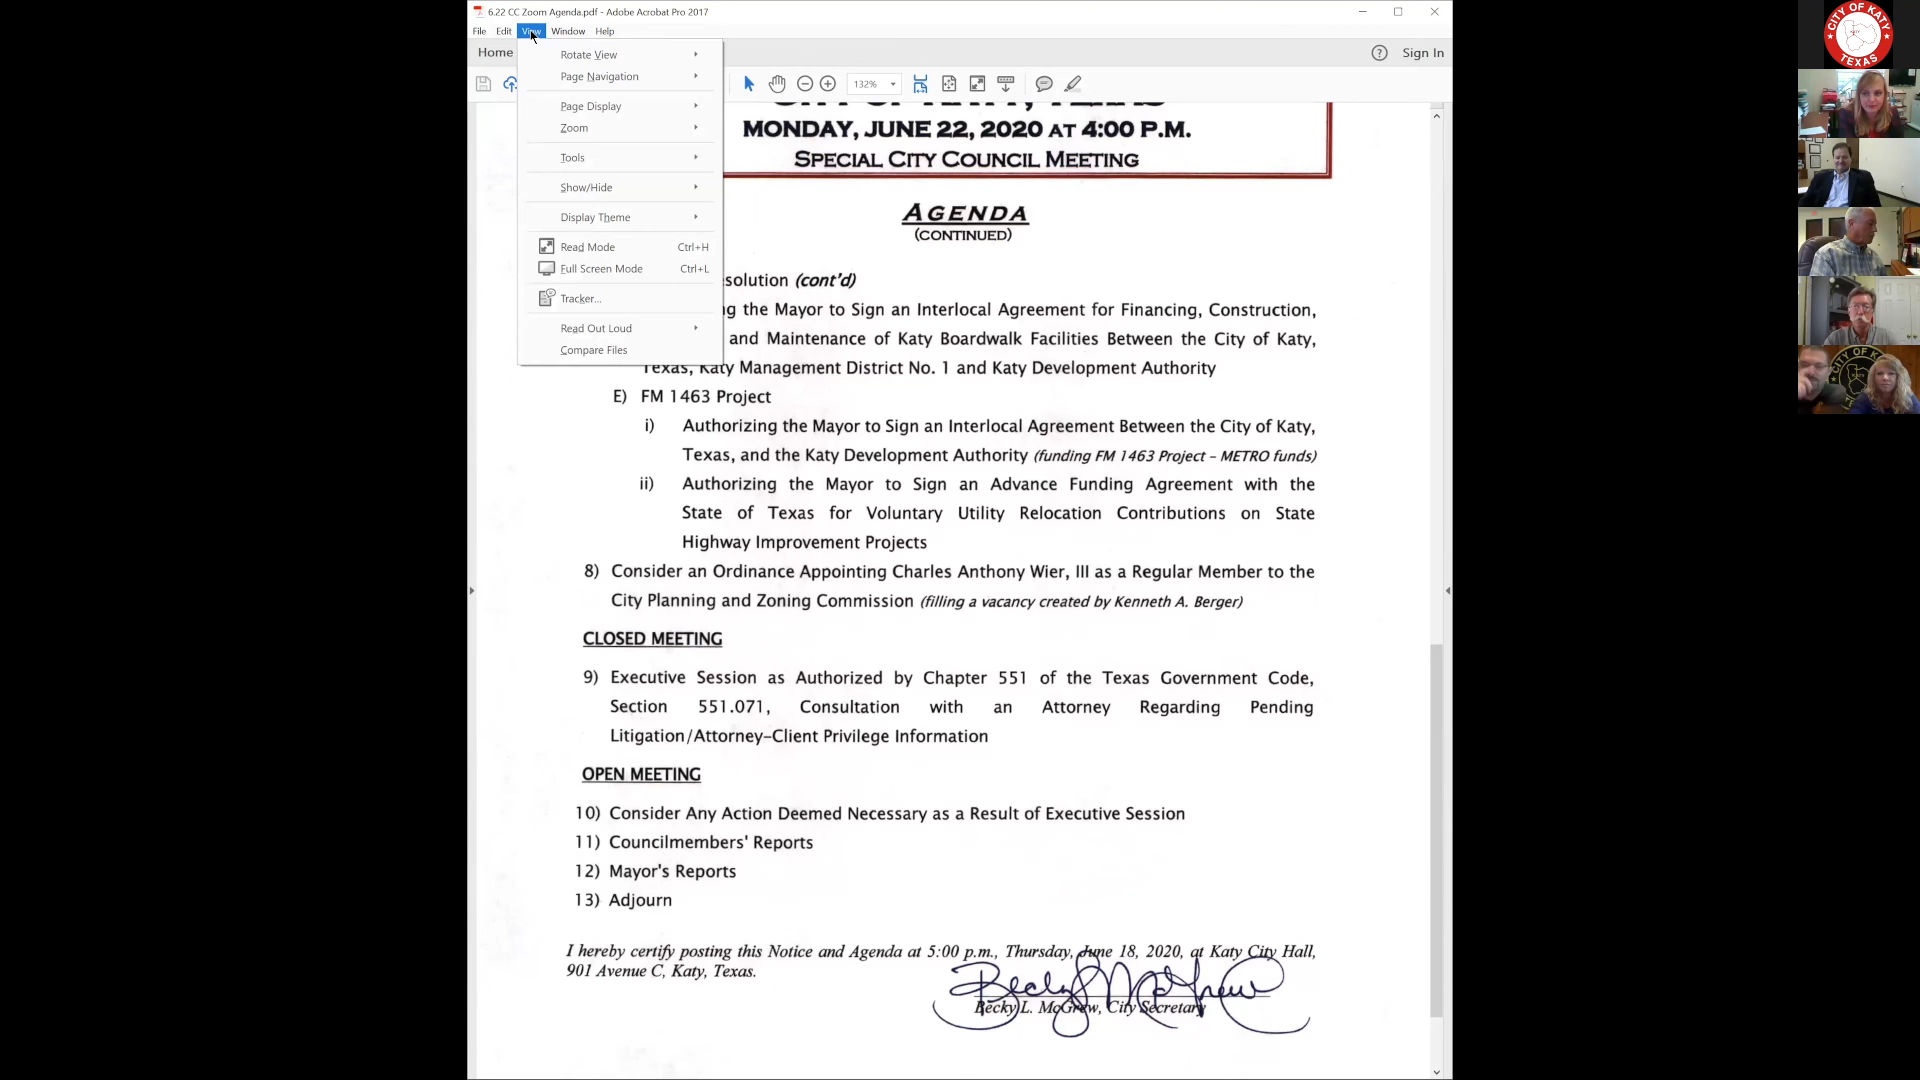 6.22 CC Zoom Agenda.pdf - Adobe Acrobat Pro 2017
File Edit View Window Help
Home
Sign In
132%
Rotate View
Page Navigation
Page Display
Zoom
Tools
Show/Hide
Display Theme
Read Mode Ctrl+H
Full Screen Mode Ctrl+L
Tracker...
Read Out Loud
Compare Files
CITY OF KATY, TEXAS
MONDAY, JUNE 22, 2020 AT 4:00 P.M.
SPECIAL CITY COUNCIL MEETING
AGENDA
(CONTINUED)
esolution (cont'd)
ng the Mayor to Sign an Interlocal Agreement for Financing, Construction,
and Maintenance of Katy Boardwalk Facilities Between the City of Katy,
Texas, Katy Management District No. 1 and Katy Development Authority
E) FM 1463 Project
i) Authorizing the Mayor to Sign an Interlocal Agreement Between the City of Katy,
Texas, and the Katy Development Authority (funding FM 1463 Project – METRO funds)
ii) Authorizing the Mayor to Sign an Advance Funding Agreement with the
State of Texas for Voluntary Utility Relocation Contributions on State
Highway Improvement Projects
8) Consider an Ordinance Appointing Charles Anthony Wier, III as a Regular Member to the
City Planning and Zoning Commission (filling a vacancy created by Kenneth A. Berger)
CLOSED MEETING
9) Executive Session as Authorized by Chapter 551 of the Texas Government Code,
Section 551.071, Consultation with an Attorney Regarding Pending
Litigation/Attorney–Client Privilege Information
OPEN MEETING
10) Consider Any Action Deemed Necessary as a Result of Executive Session
11) Councilmembers' Reports
12) Mayor's Reports
13) Adjourn
I hereby certify posting this Notice and Agenda at 5:00 p.m., Thursday, June 18, 2020, at Katy City Hall,
901 Avenue C, Katy, Texas.
Becky L. McGrew
Becky L. McGrew, City Secretary
CITY OF KATY
TEXAS
CITY OF K